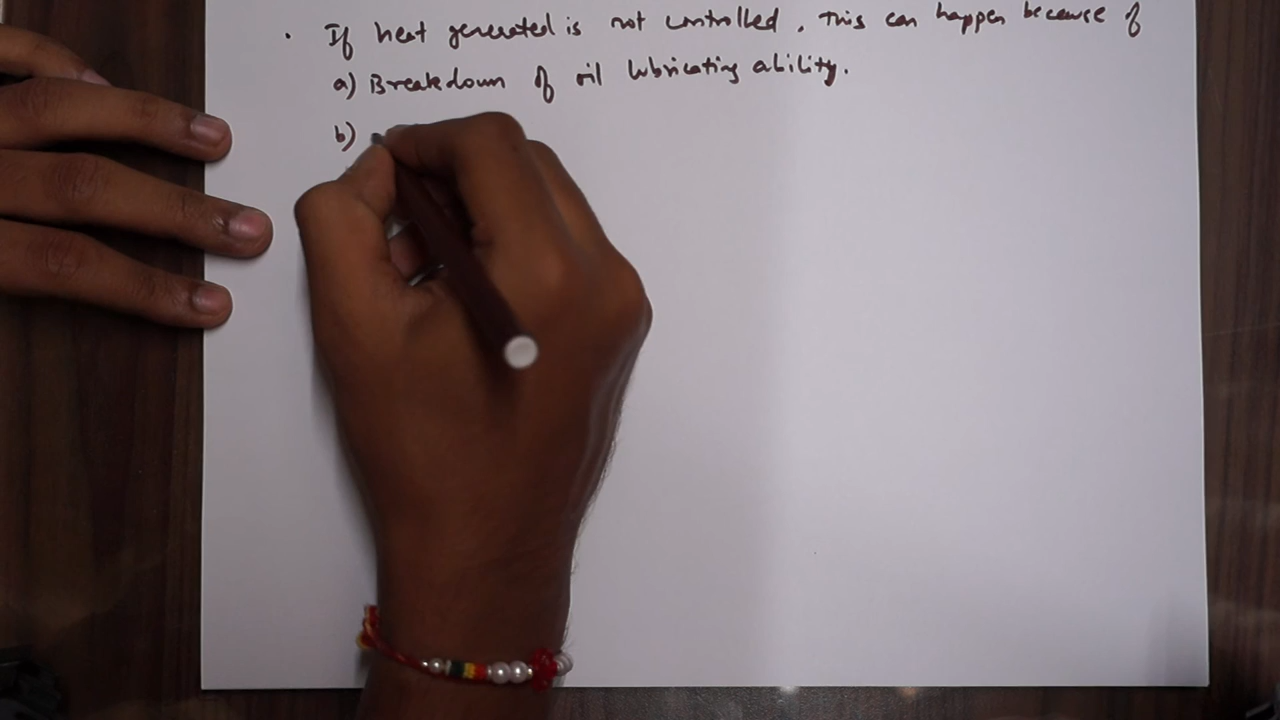 • If heat generated is not controlled. This can happen because of
a) Breakdown of oil lubricating ability.
b)